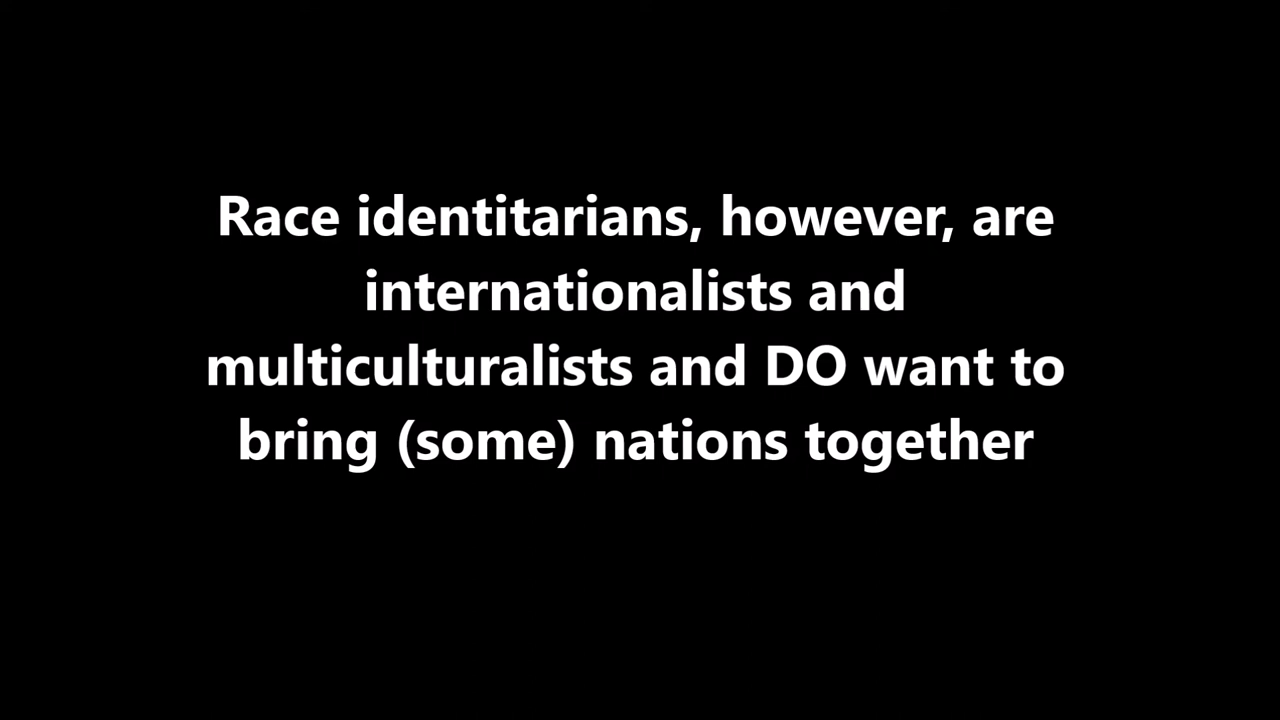 Race identitarians, however, are
internationalists and
multiculturalists and DO want to
bring (some) nations together